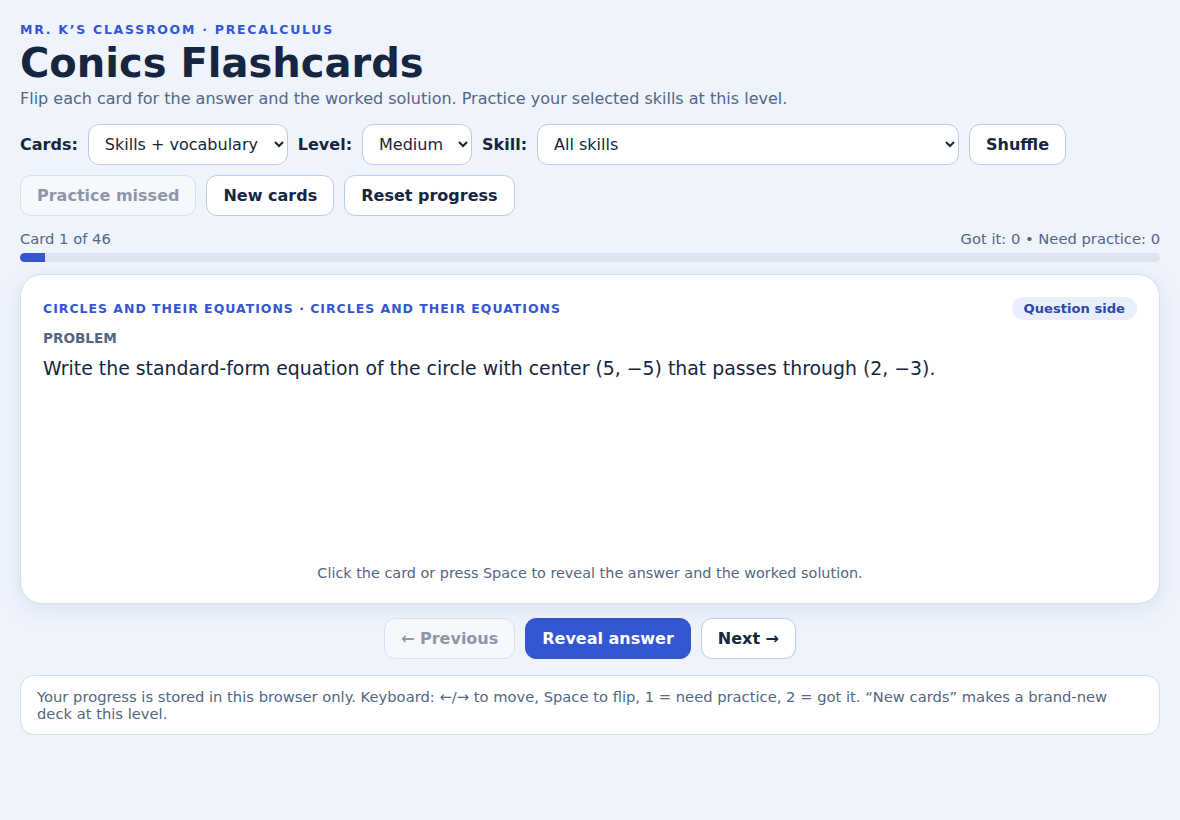 MR. K’S CLASSROOM · PRECALCULUS
Conics Flashcards
Flip each card for the answer and the worked solution. Practice your selected skills at this level.
Cards: Skills + vocabulary Level: Medium Skill: All skills Shuffle
Practice missed New cards Reset progress
Card 1 of 46 Got it: 0 • Need practice: 0
CIRCLES AND THEIR EQUATIONS · CIRCLES AND THEIR EQUATIONS Question side
PROBLEM
Write the standard-form equation of the circle with center (5, −5) that passes through (2, −3).
Click the card or press Space to reveal the answer and the worked solution.
← Previous Reveal answer Next →
Your progress is stored in this browser only. Keyboard: ←/→ to move, Space to flip, 1 = need practice, 2 = got it. “New cards” makes a brand-new
deck at this level.